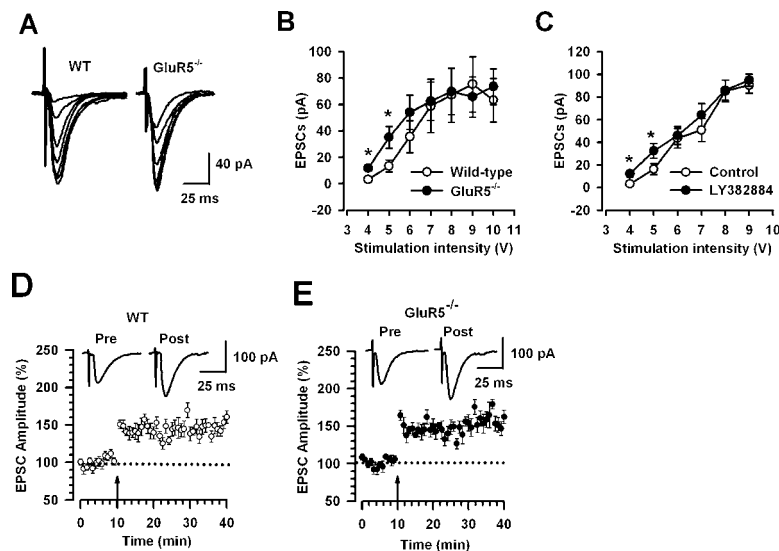 A
WT
GluR5-/-
40 pA
25 ms
B
EPSCs (pA)
100
80
60
40
20
0
-20
*
*
Wild-type
GluR5-/-
3 4 5 6 7 8 9 10 11
Stimulation intensity (V)
C
EPSCs (pA)
120
100
80
60
40
20
0
-20
*
*
Control
LY382884
3 4 5 6 7 8 9 10
Stimulation intensity (V)
D
WT
Pre
Post
100 pA
25 ms
EPSC Amplitude (%)
250
200
150
100
50
0 10 20 30 40
Time (min)
E
GluR5-/-
Pre
Post
100 pA
25 ms
EPSC Amplitude (%)
250
200
150
100
50
0 10 20 30 40
Time (min)